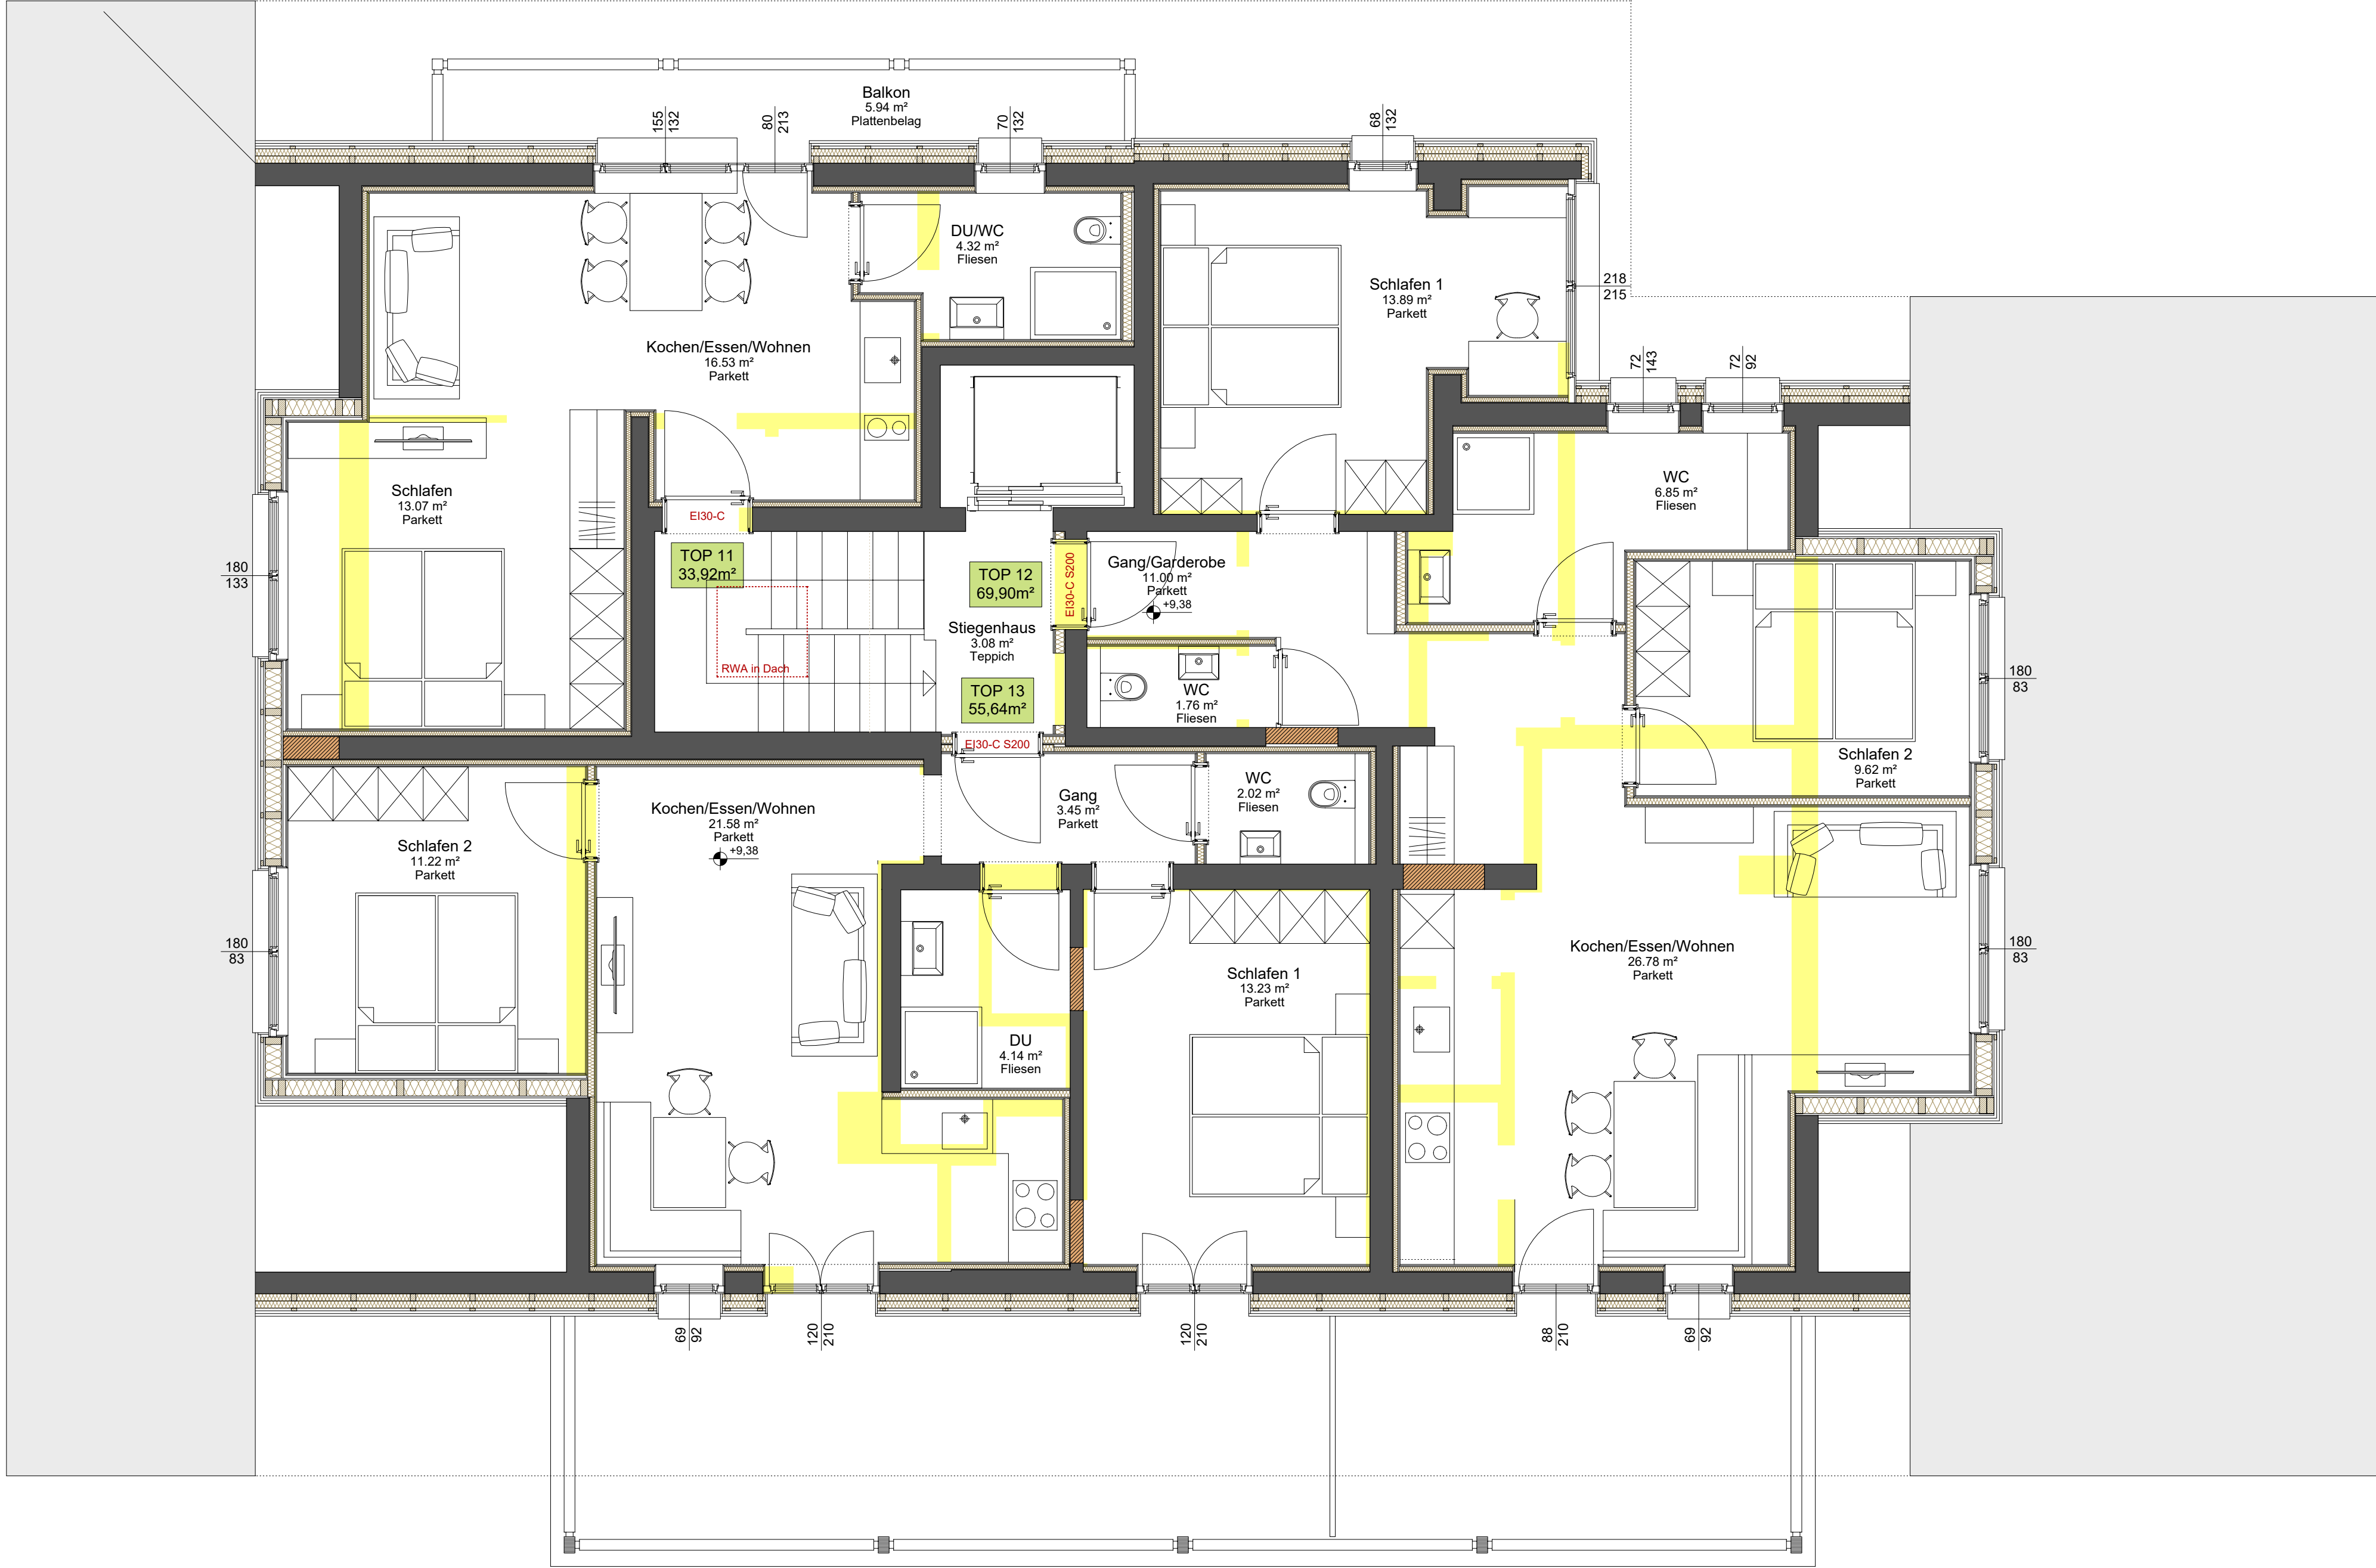 Balkon
5.94 m²
Plattenbelag
155
132
80
213
70
132
68
132
DU/WC
4.32 m²
Fliesen
Schlafen 1
13.89 m²
Parkett
218
215
Kochen/Essen/Wohnen
16.53 m²
Parkett
72
143
72
92
Schlafen
13.07 m²
Parkett
WC
6.85 m²
Fliesen
EI30-C
TOP 11
33,92m²
180
133
TOP 12
69,90m²
EI30-C S200
Gang/Garderobe
11.00 m²
Parkett
+9,38
Stiegenhaus
3.08 m²
Teppich
RWA in Dach
TOP 13
55,64m²
WC
1.76 m²
Fliesen
180
83
EI30-C S200
Schlafen 2
9.62 m²
Parkett
Kochen/Essen/Wohnen
21.58 m²
Parkett
+9,38
Gang
3.45 m²
Parkett
WC
2.02 m²
Fliesen
Schlafen 2
11.22 m²
Parkett
180
83
Schlafen 1
13.23 m²
Parkett
Kochen/Essen/Wohnen
26.78 m²
Parkett
180
83
DU
4.14 m²
Fliesen
69
92
120
210
120
210
88
210
69
92